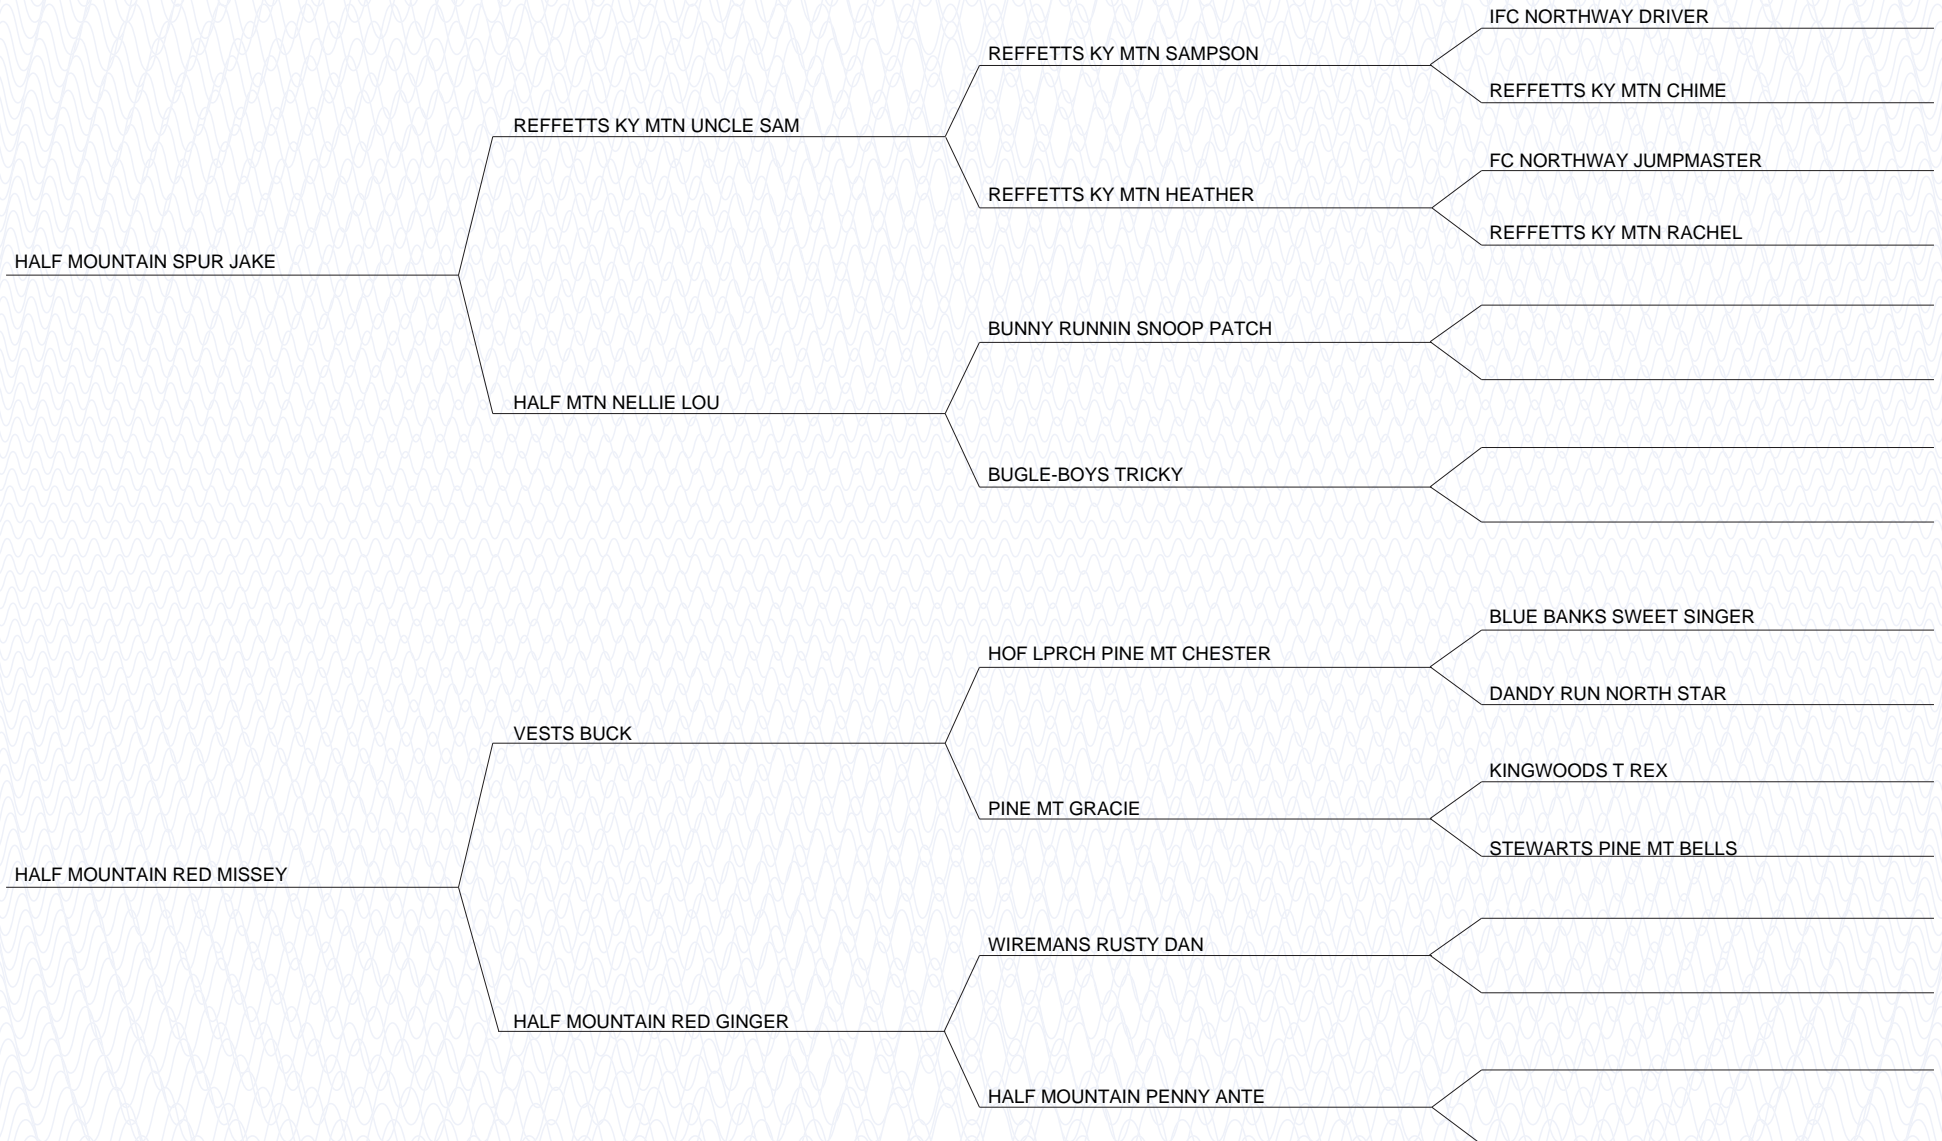 IFC NORTHWAY DRIVER
REFFETTS KY MTN SAMPSON
REFFETTS KY MTN CHIME
REFFETTS KY MTN UNCLE SAM
FC NORTHWAY JUMPMASTER
REFFETTS KY MTN HEATHER
REFFETTS KY MTN RACHEL
HALF MOUNTAIN SPUR JAKE
BUNNY RUNNIN SNOOP PATCH
HALF MTN NELLIE LOU
BUGLE-BOYS TRICKY
BLUE BANKS SWEET SINGER
HOF LPRCH PINE MT CHESTER
DANDY RUN NORTH STAR
VESTS BUCK
KINGWOODS T REX
PINE MT GRACIE
STEWARTS PINE MT BELLS
HALF MOUNTAIN RED MISSEY
WIREMANS RUSTY DAN
HALF MOUNTAIN RED GINGER
HALF MOUNTAIN PENNY ANTE